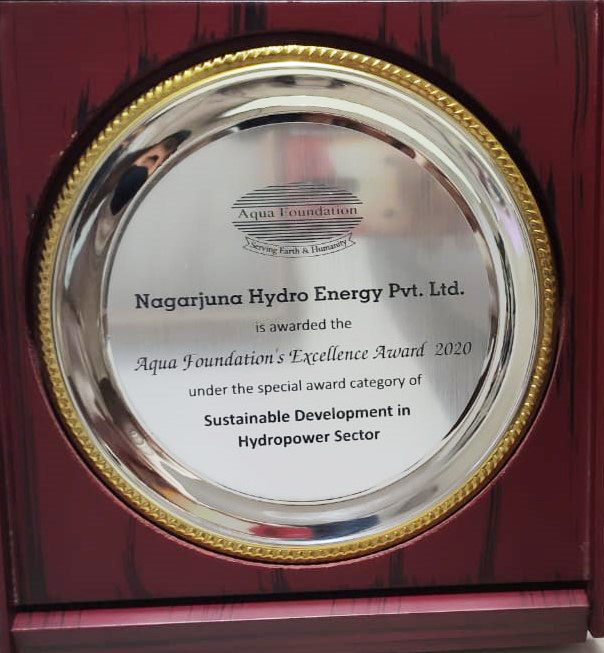 Aqua Foundation
Serving Earth & Humanity
Nagarjuna Hydro Energy Pvt. Ltd.
is awarded the
Aqua Foundation's Excellence Award 2020
under the special award category of
Sustainable Development in
Hydropower Sector